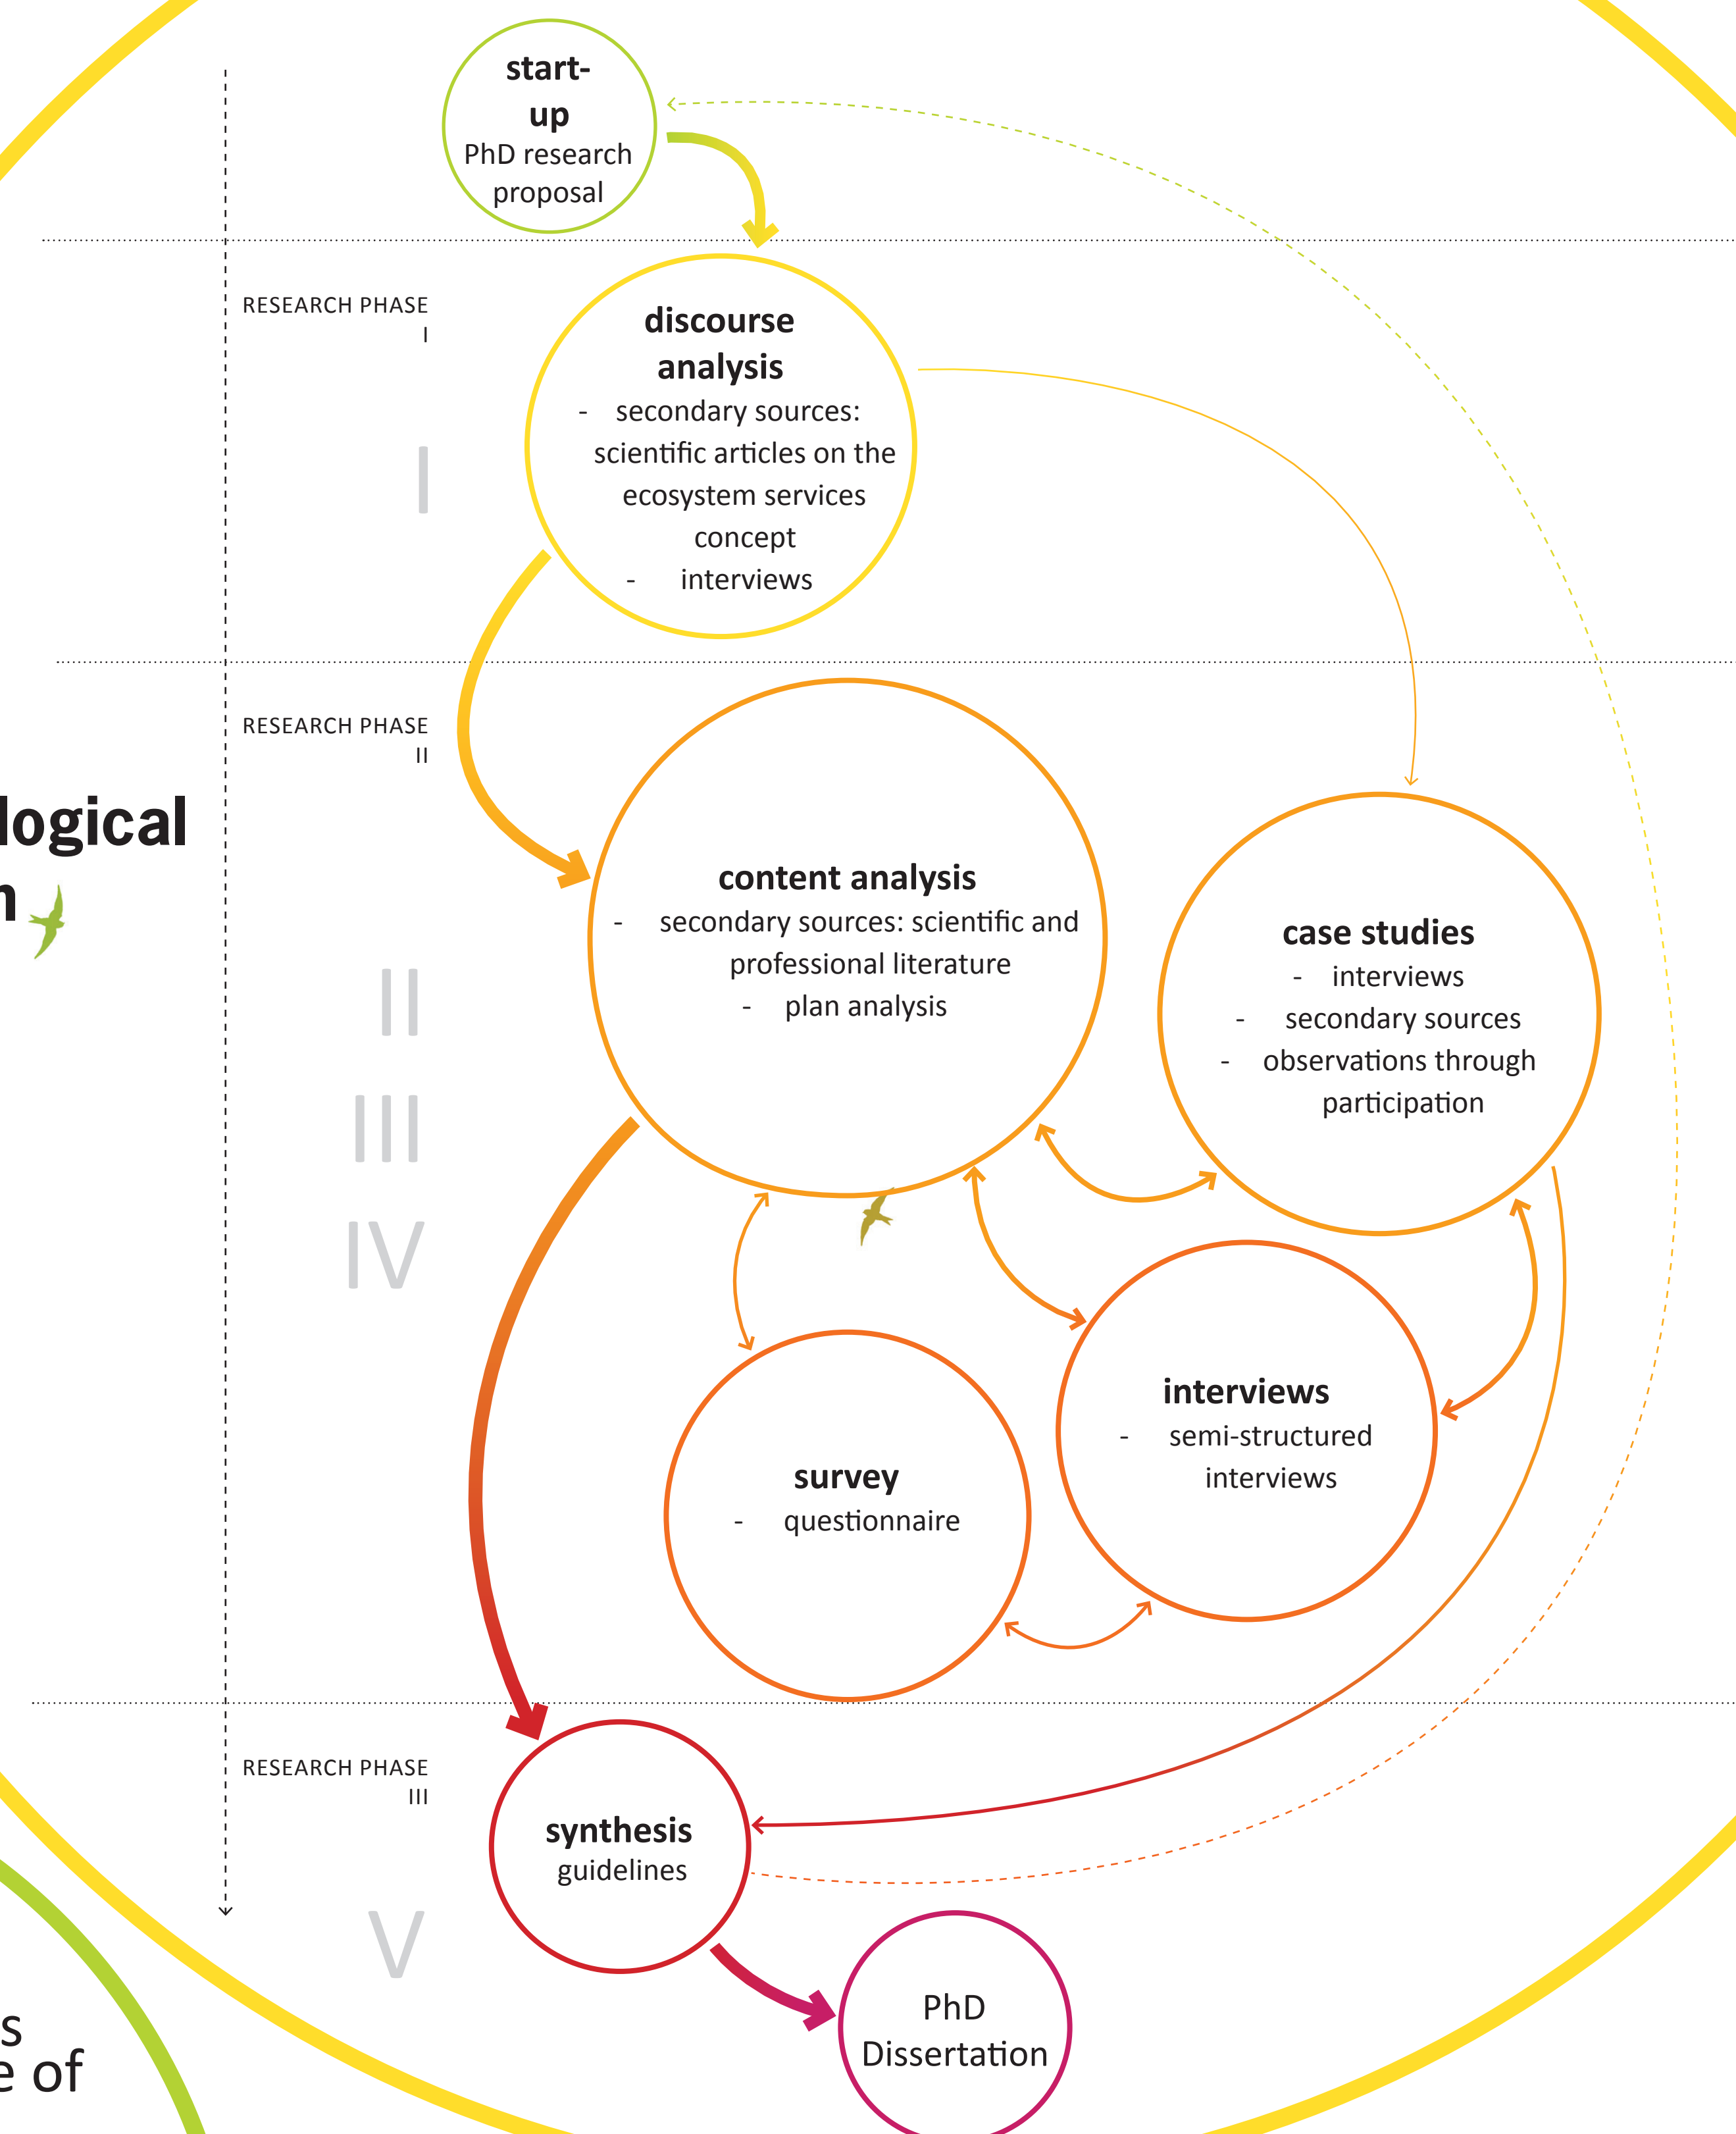 start-
up
PhD research
proposal
RESEARCH PHASE
I
discourse
analysis
- secondary sources:
scientific articles on the
ecosystem services
concept
- interviews
I
RESEARCH PHASE
II
logical
n
content analysis
- secondary sources: scientific and
professional literature
- plan analysis
case studies
- interviews
- secondary sources
- observations through
participation
II
III
IV
interviews
- semi-structured
interviews
survey
- questionnaire
RESEARCH PHASE
III
synthesis
guidelines
V
PhD
Dissertation
s
e of